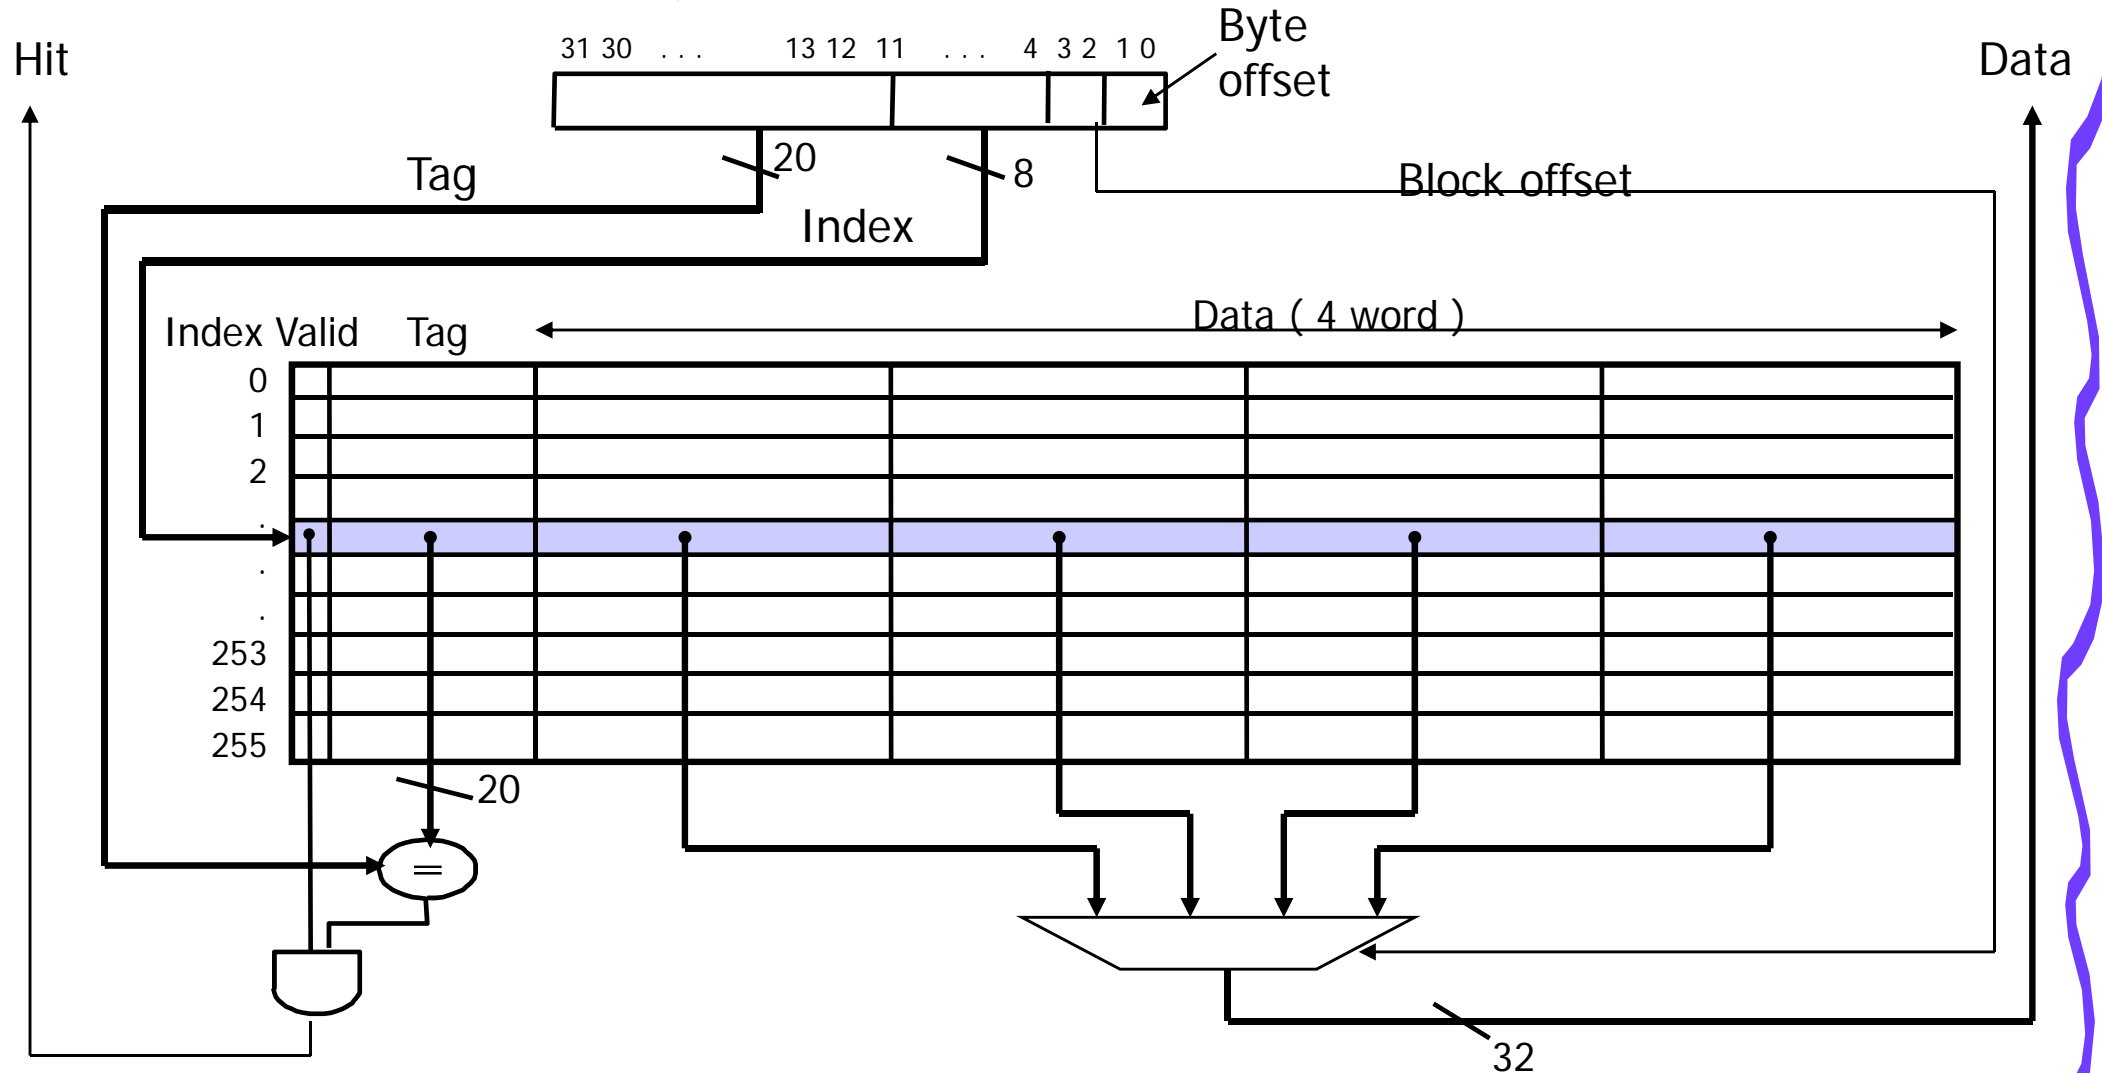 Hit
31 30 . . . 13 12 11 . . . 4 3 2 1 0
Byte
offset
Data
Tag
20
8
Block offset
Index
Index Valid Tag
Data ( 4 word )
0
1
2
.
.
.
253
254
255
20
=
32